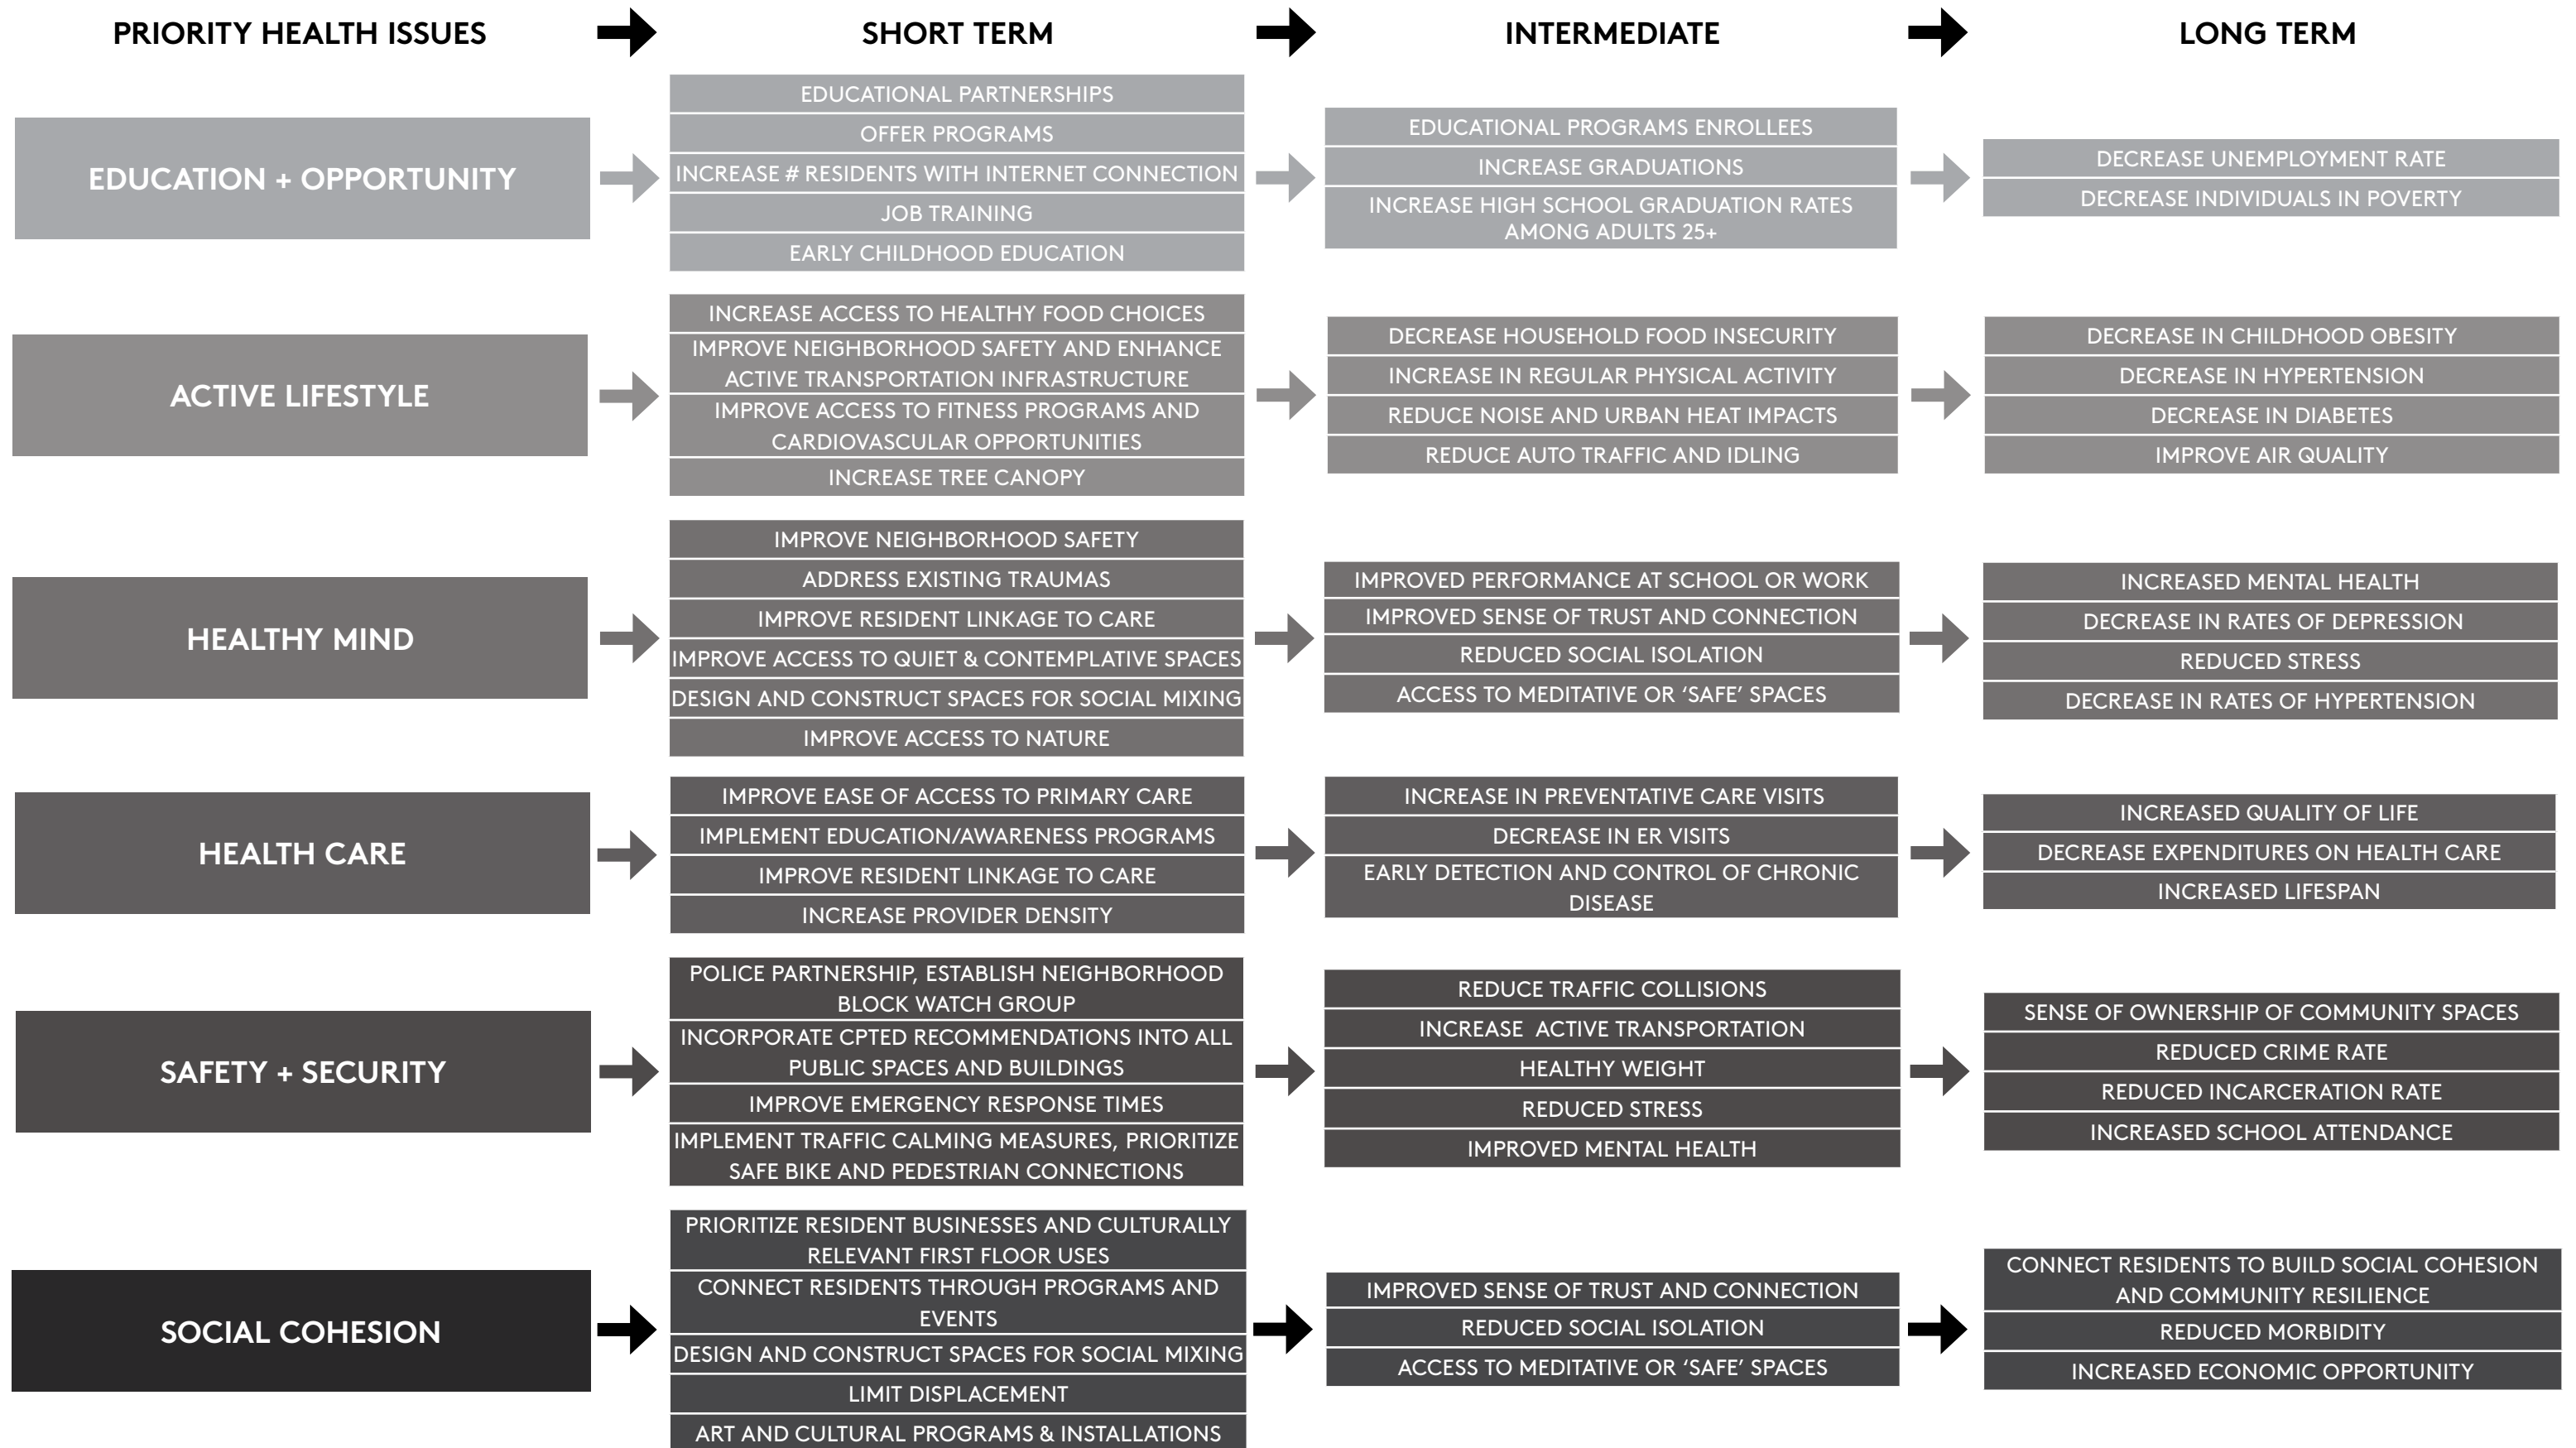 PRIORITY HEALTH ISSUES
SHORT TERM
INTERMEDIATE
LONG TERM
EDUCATION + OPPORTUNITY
EDUCATIONAL PARTNERSHIPS
OFFER PROGRAMS
INCREASE # RESIDENTS WITH INTERNET CONNECTION
JOB TRAINING
EARLY CHILDHOOD EDUCATION
EDUCATIONAL PROGRAMS ENROLLEES
INCREASE GRADUATIONS
INCREASE HIGH SCHOOL GRADUATION RATES
AMONG ADULTS 25+
DECREASE UNEMPLOYMENT RATE
DECREASE INDIVIDUALS IN POVERTY
ACTIVE LIFESTYLE
INCREASE ACCESS TO HEALTHY FOOD CHOICES
IMPROVE NEIGHBORHOOD SAFETY AND ENHANCE
ACTIVE TRANSPORTATION INFRASTRUCTURE
IMPROVE ACCESS TO FITNESS PROGRAMS AND
CARDIOVASCULAR OPPORTUNITIES
INCREASE TREE CANOPY
DECREASE HOUSEHOLD FOOD INSECURITY
INCREASE IN REGULAR PHYSICAL ACTIVITY
REDUCE NOISE AND URBAN HEAT IMPACTS
REDUCE AUTO TRAFFIC AND IDLING
DECREASE IN CHILDHOOD OBESITY
DECREASE IN HYPERTENSION
DECREASE IN DIABETES
IMPROVE AIR QUALITY
HEALTHY MIND
IMPROVE NEIGHBORHOOD SAFETY
ADDRESS EXISTING TRAUMAS
IMPROVE RESIDENT LINKAGE TO CARE
IMPROVE ACCESS TO QUIET & CONTEMPLATIVE SPACES
DESIGN AND CONSTRUCT SPACES FOR SOCIAL MIXING
IMPROVE ACCESS TO NATURE
IMPROVED PERFORMANCE AT SCHOOL OR WORK
IMPROVED SENSE OF TRUST AND CONNECTION
REDUCED SOCIAL ISOLATION
ACCESS TO MEDITATIVE OR ‘SAFE’ SPACES
INCREASED MENTAL HEALTH
DECREASE IN RATES OF DEPRESSION
REDUCED STRESS
DECREASE IN RATES OF HYPERTENSION
HEALTH CARE
IMPROVE EASE OF ACCESS TO PRIMARY CARE
IMPLEMENT EDUCATION/AWARENESS PROGRAMS
IMPROVE RESIDENT LINKAGE TO CARE
INCREASE PROVIDER DENSITY
INCREASE IN PREVENTATIVE CARE VISITS
DECREASE IN ER VISITS
EARLY DETECTION AND CONTROL OF CHRONIC
DISEASE
INCREASED QUALITY OF LIFE
DECREASE EXPENDITURES ON HEALTH CARE
INCREASED LIFESPAN
SAFETY + SECURITY
POLICE PARTNERSHIP, ESTABLISH NEIGHBORHOOD
BLOCK WATCH GROUP
INCORPORATE CPTED RECOMMENDATIONS INTO ALL
PUBLIC SPACES AND BUILDINGS
IMPROVE EMERGENCY RESPONSE TIMES
IMPLEMENT TRAFFIC CALMING MEASURES, PRIORITIZE
SAFE BIKE AND PEDESTRIAN CONNECTIONS
REDUCE TRAFFIC COLLISIONS
INCREASE ACTIVE TRANSPORTATION
HEALTHY WEIGHT
REDUCED STRESS
IMPROVED MENTAL HEALTH
SENSE OF OWNERSHIP OF COMMUNITY SPACES
REDUCED CRIME RATE
REDUCED INCARCERATION RATE
INCREASED SCHOOL ATTENDANCE
SOCIAL COHESION
PRIORITIZE RESIDENT BUSINESSES AND CULTURALLY
RELEVANT FIRST FLOOR USES
CONNECT RESIDENTS THROUGH PROGRAMS AND
EVENTS
DESIGN AND CONSTRUCT SPACES FOR SOCIAL MIXING
LIMIT DISPLACEMENT
ART AND CULTURAL PROGRAMS & INSTALLATIONS
IMPROVED SENSE OF TRUST AND CONNECTION
REDUCED SOCIAL ISOLATION
ACCESS TO MEDITATIVE OR ‘SAFE’ SPACES
CONNECT RESIDENTS TO BUILD SOCIAL COHESION
AND COMMUNITY RESILIENCE
REDUCED MORBIDITY
INCREASED ECONOMIC OPPORTUNITY